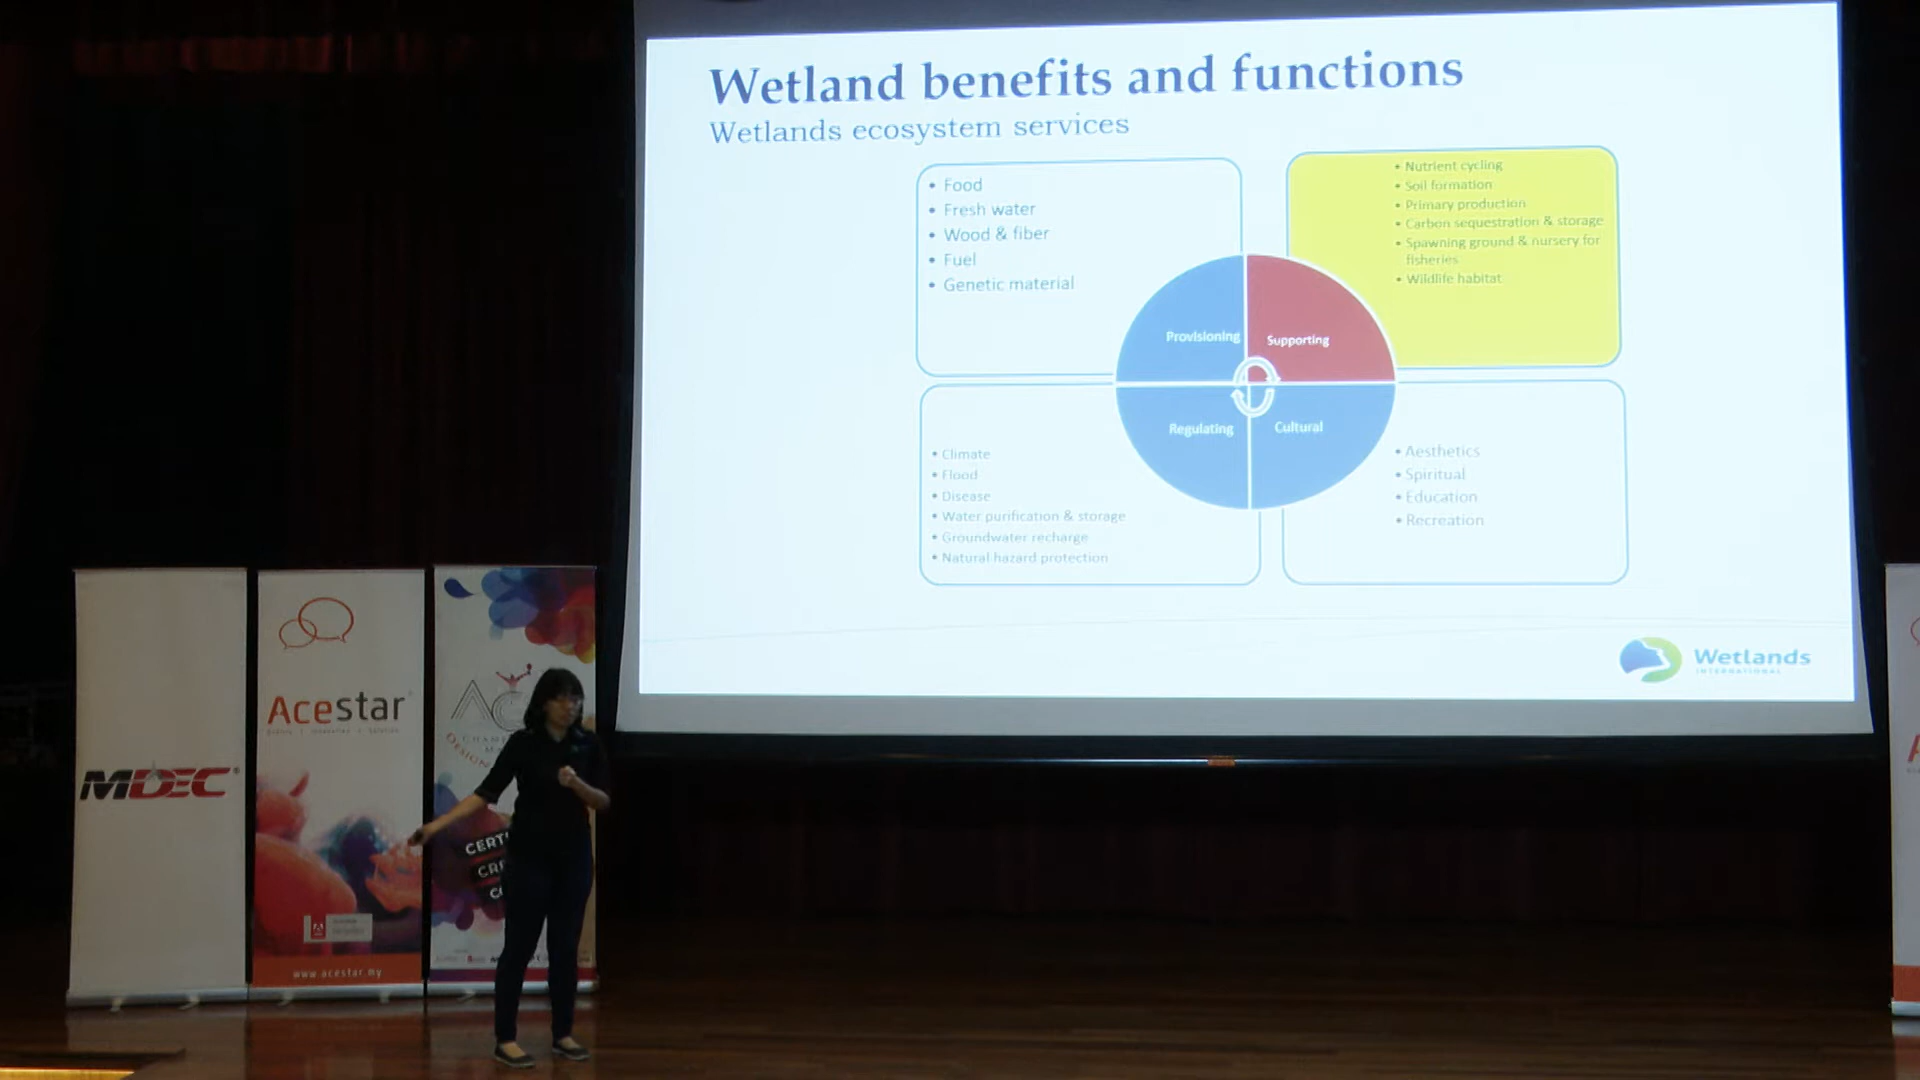 Wetland benefits and functions
Wetlands ecosystem services
• Food
• Fresh water
• Wood & fiber
• Fuel
• Genetic material
• Nutrient cycling
• Soil formation
• Primary production
• Carbon sequestration & storage
• Spawning ground & nursery for
fisheries
• Wildlife habitat
Provisioning
Supporting
Regulating
Cultural
• Climate
• Flood
• Disease
• Water purification & storage
• Groundwater recharge
• Natural hazard protection
• Aesthetics
• Spiritual
• Education
• Recreation
Wetlands
INTERNATIONAL
MDEC
Acestar
www.acestar.my
DESIGN